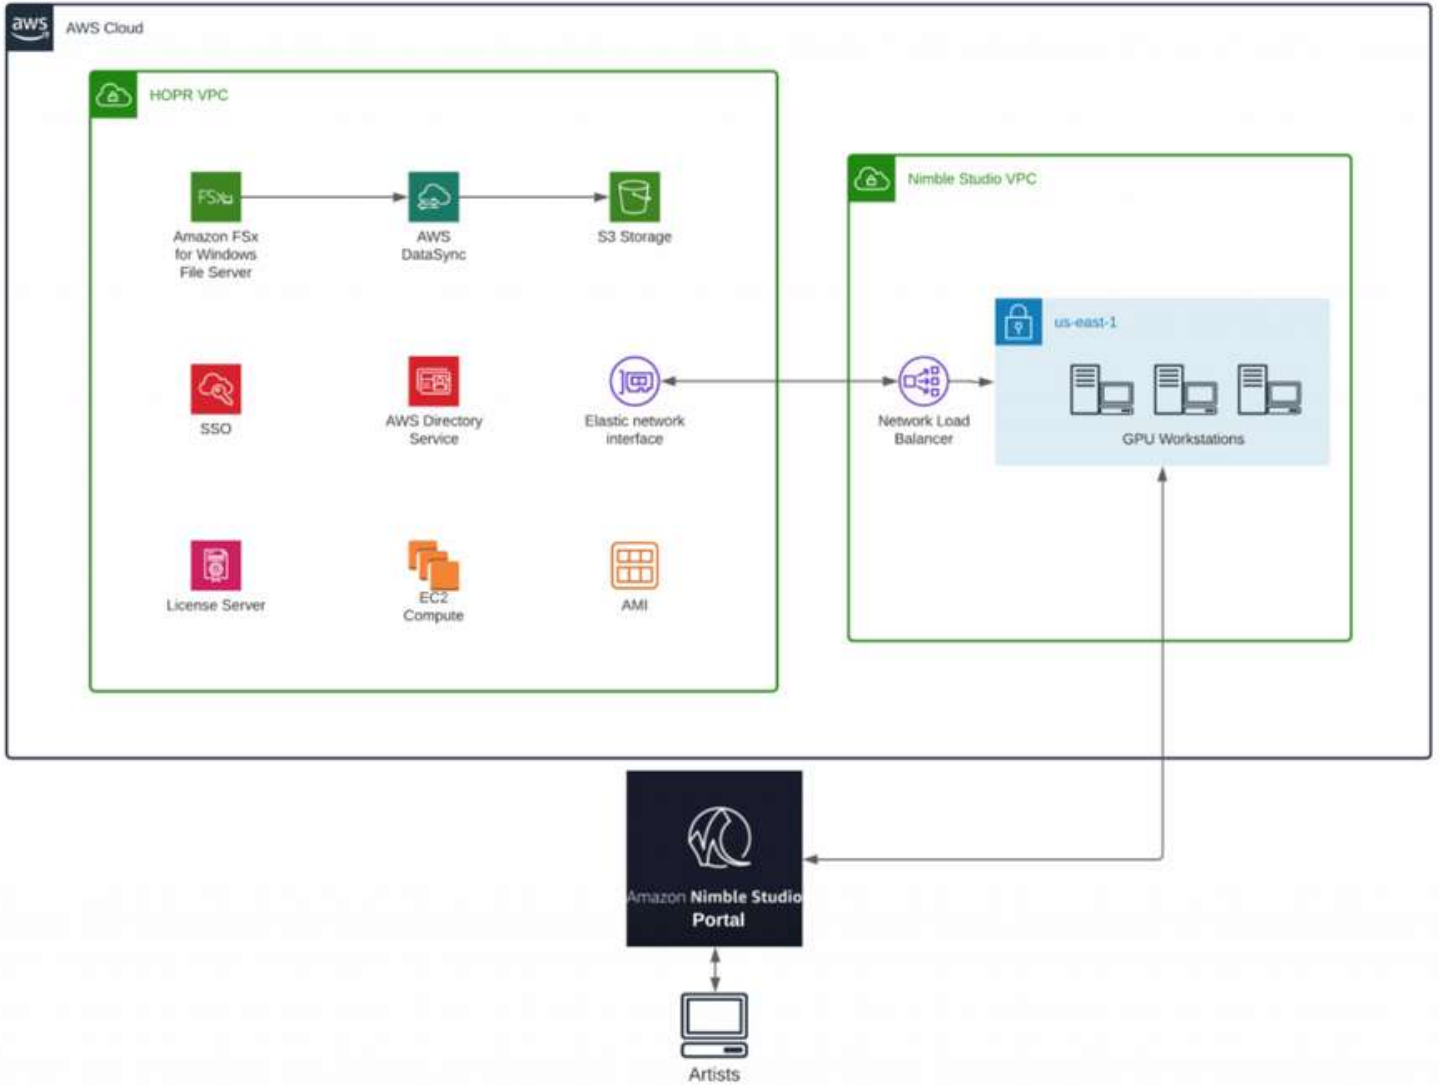 aws
AWS Cloud
HOPR VPC
FSx
Amazon FSx
for Windows
File Server
AWS
DataSync
S3 Storage
SSO
AWS Directory
Service
Elastic network
interface
License Server
EC2
Compute
AMI
Nimble Studio VPC
us-east-1
Network Load
Balancer
GPU Workstations
Amazon Nimble Studio
Portal
Artists